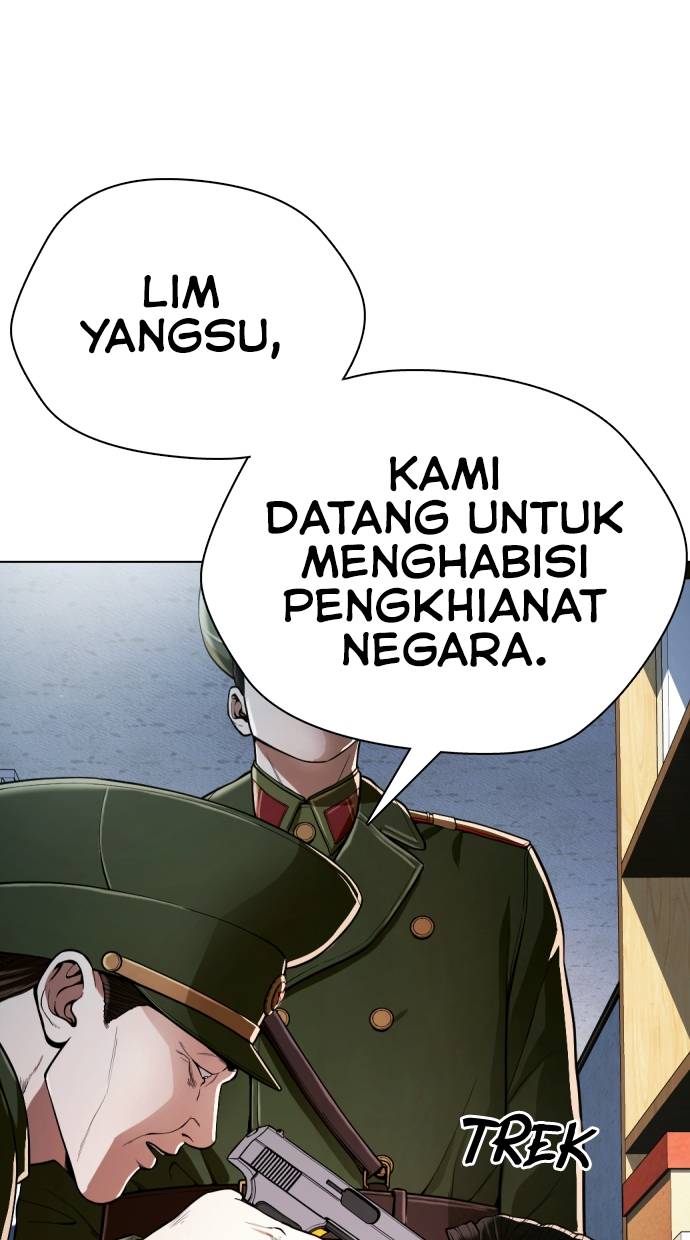 LIM
YANGSU,
KAMI
DATANG UNTUK
MENGHABISI
PENGKHIANAT
NEGARA.
TREK